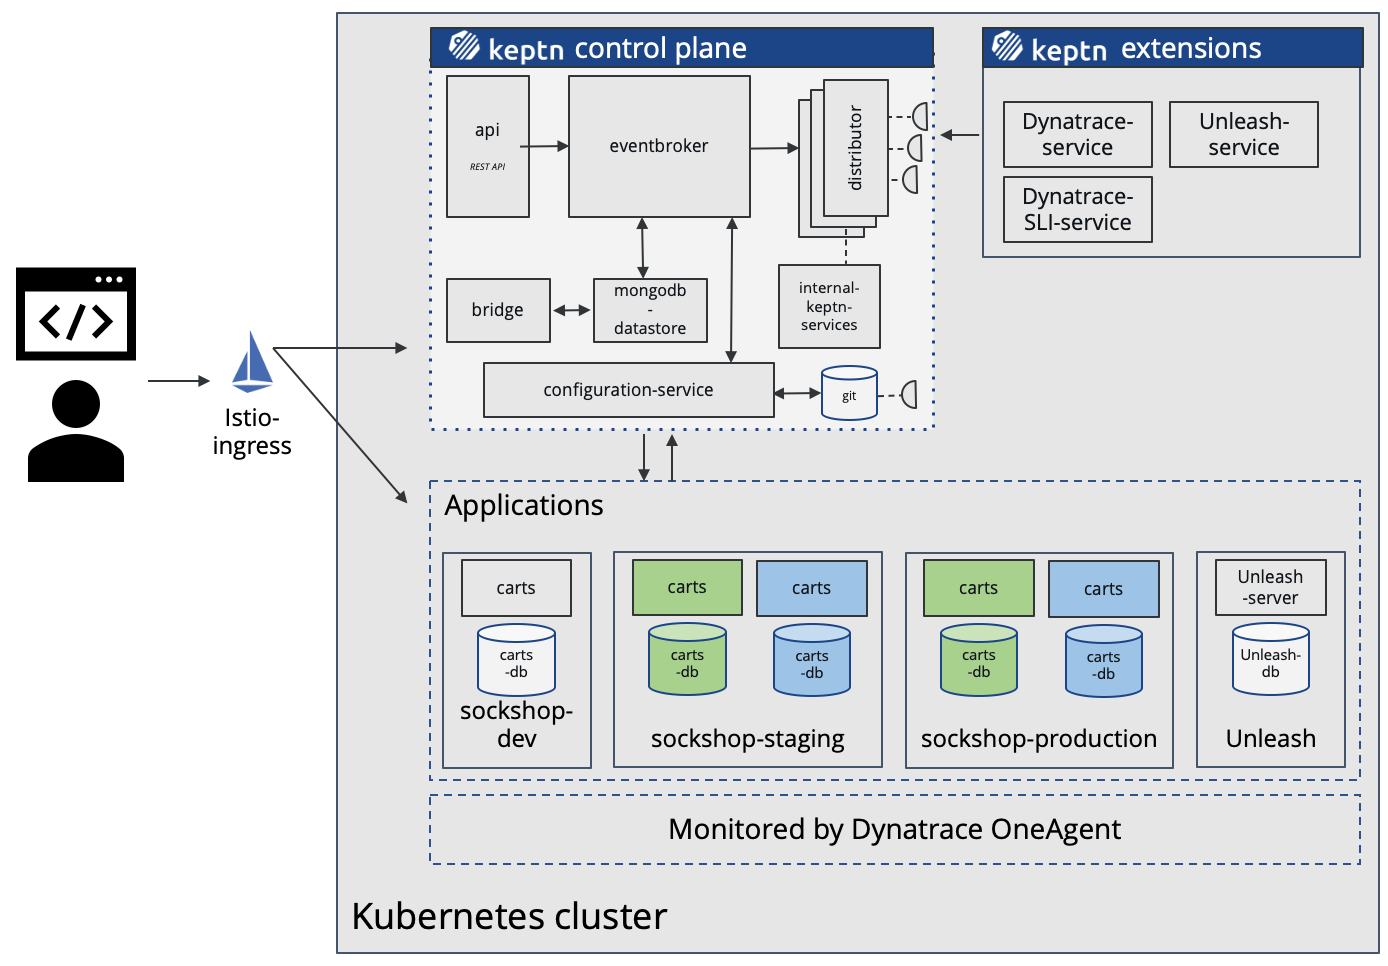 keptn control plane
keptn extensions
api
REST API
eventbroker
distributor
Dynatrace-
service
Unleash-
service
Dynatrace-
SLI-service
bridge
mongodb
-
datastore
internal-
keptn-
services
configuration-service
git
</>
Istio-
ingress
Applications
carts
carts
-db
sockshop-
dev
carts
carts
carts
-db
carts
-db
sockshop-staging
carts
carts
carts
-db
carts
-db
sockshop-production
Unleash
-server
Unleash-
db
Unleash
Monitored by Dynatrace OneAgent
Kubernetes cluster